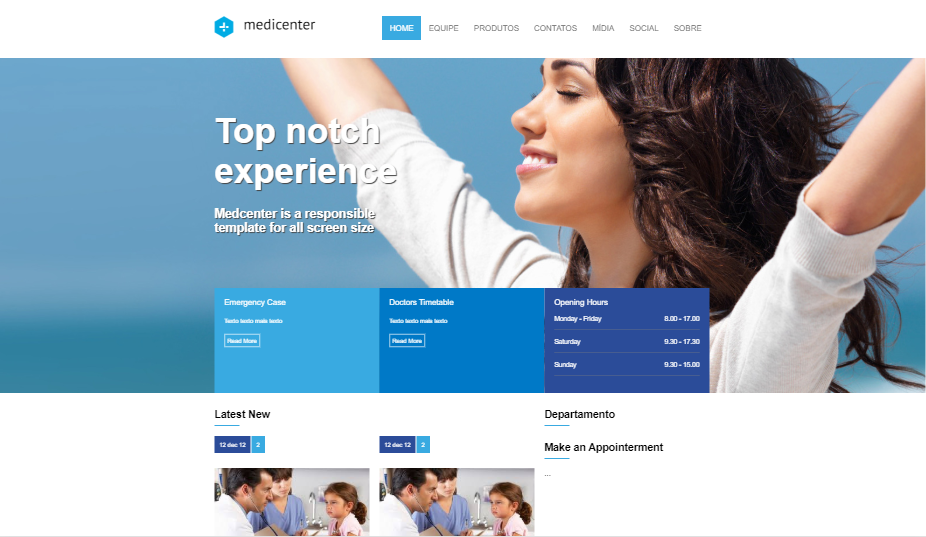 medicenter
HOME EQUIPE PRODUTOS CONTATOS MÍDIA SOCIAL SOBRE
Top notch
experience
Medcenter is a responsible
template for all screen size
Emergency Case
Texto texto mais texto
Read More
Doctors Timetable
Texto texto mais texto
Read More
Opening Hours
Monday - Friday 8.00 - 17.00
Saturday 9.30 - 17.30
Sunday 9.30 - 15.00
Latest New
12 dec 12 2
12 dec 12 2
Departamento
Make an Appointerment
...